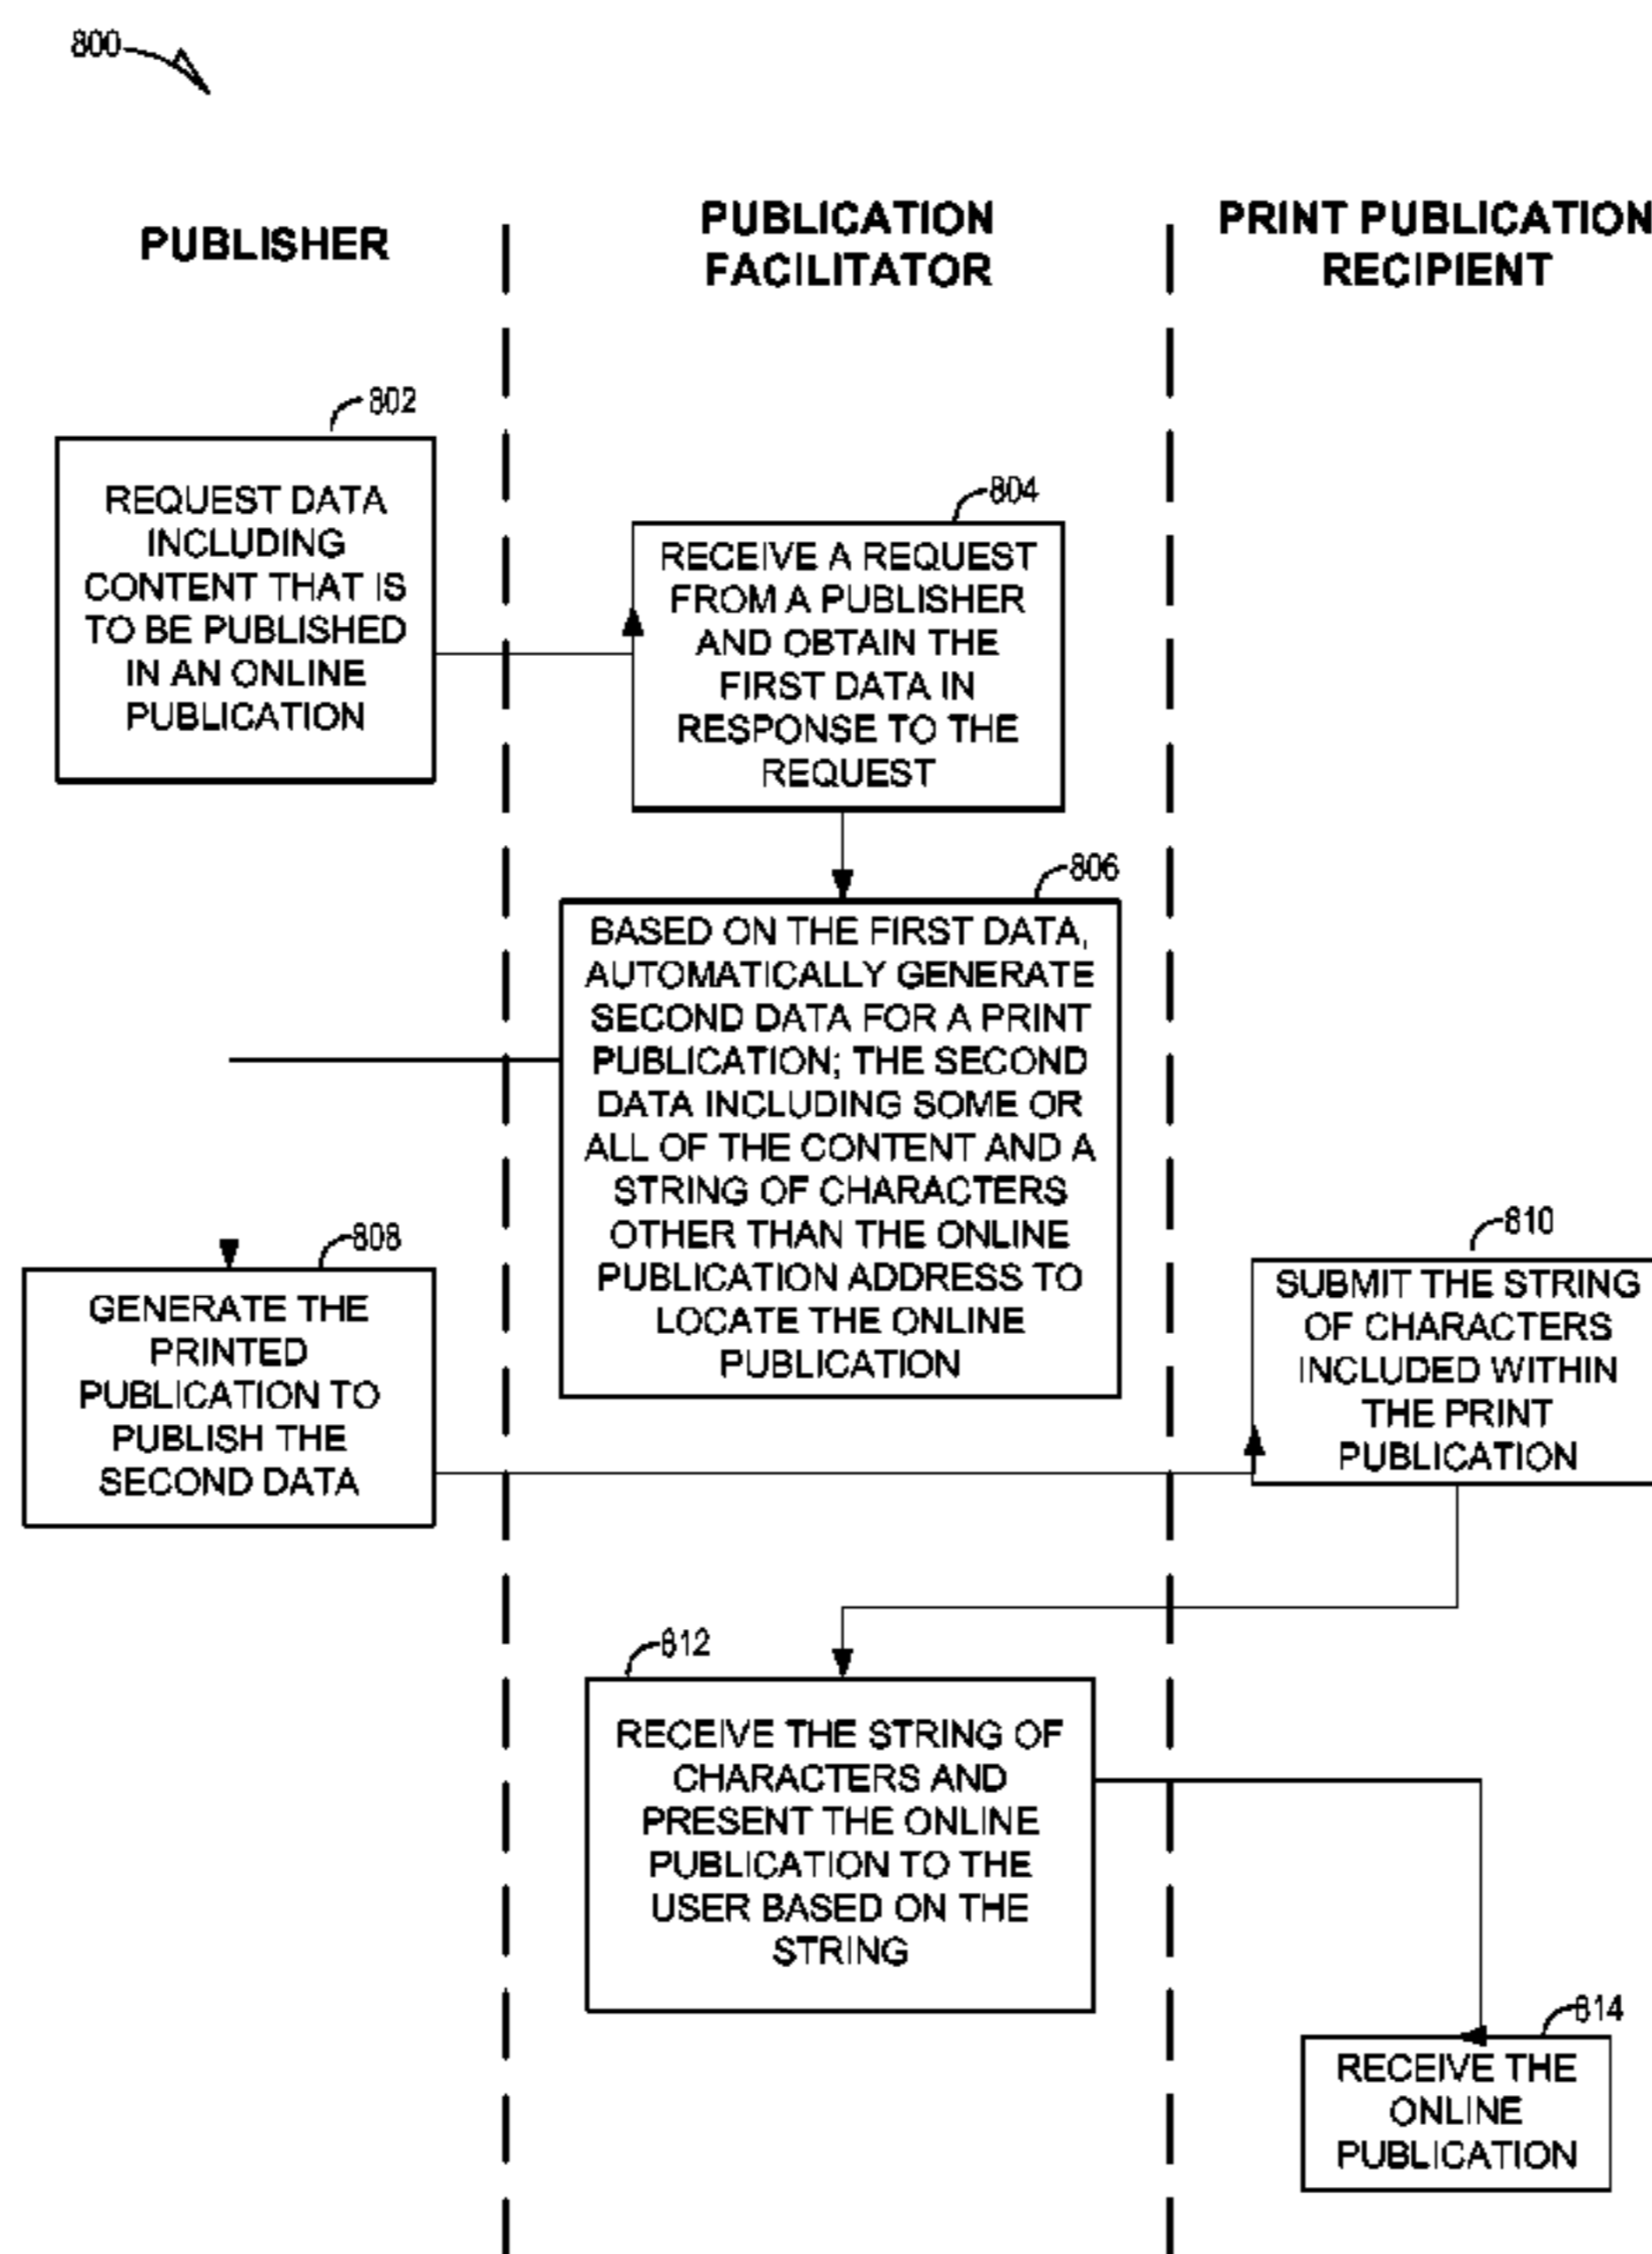 800
PUBLISHER
PUBLICATION
FACILITATOR
PRINT PUBLICATION
RECIPIENT
802
REQUEST DATA
INCLUDING
CONTENT THAT IS
TO BE PUBLISHED
IN AN ONLINE
PUBLICATION
804
RECEIVE A REQUEST
FROM A PUBLISHER
AND OBTAIN THE
FIRST DATA IN
RESPONSE TO THE
REQUEST
806
BASED ON THE FIRST DATA,
AUTOMATICALLY GENERATE
SECOND DATA FOR A PRINT
PUBLICATION; THE SECOND
DATA INCLUDING SOME OR
ALL OF THE CONTENT AND A
STRING OF CHARACTERS
OTHER THAN THE ONLINE
PUBLICATION ADDRESS TO
LOCATE THE ONLINE
PUBLICATION
808
GENERATE THE
PRINTED
PUBLICATION TO
PUBLISH THE
SECOND DATA
810
SUBMIT THE STRING
OF CHARACTERS
INCLUDED WITHIN
THE PRINT
PUBLICATION
812
RECEIVE THE STRING OF
CHARACTERS AND
PRESENT THE ONLINE
PUBLICATION TO THE
USER BASED ON THE
STRING
814
RECEIVE THE
ONLINE
PUBLICATION